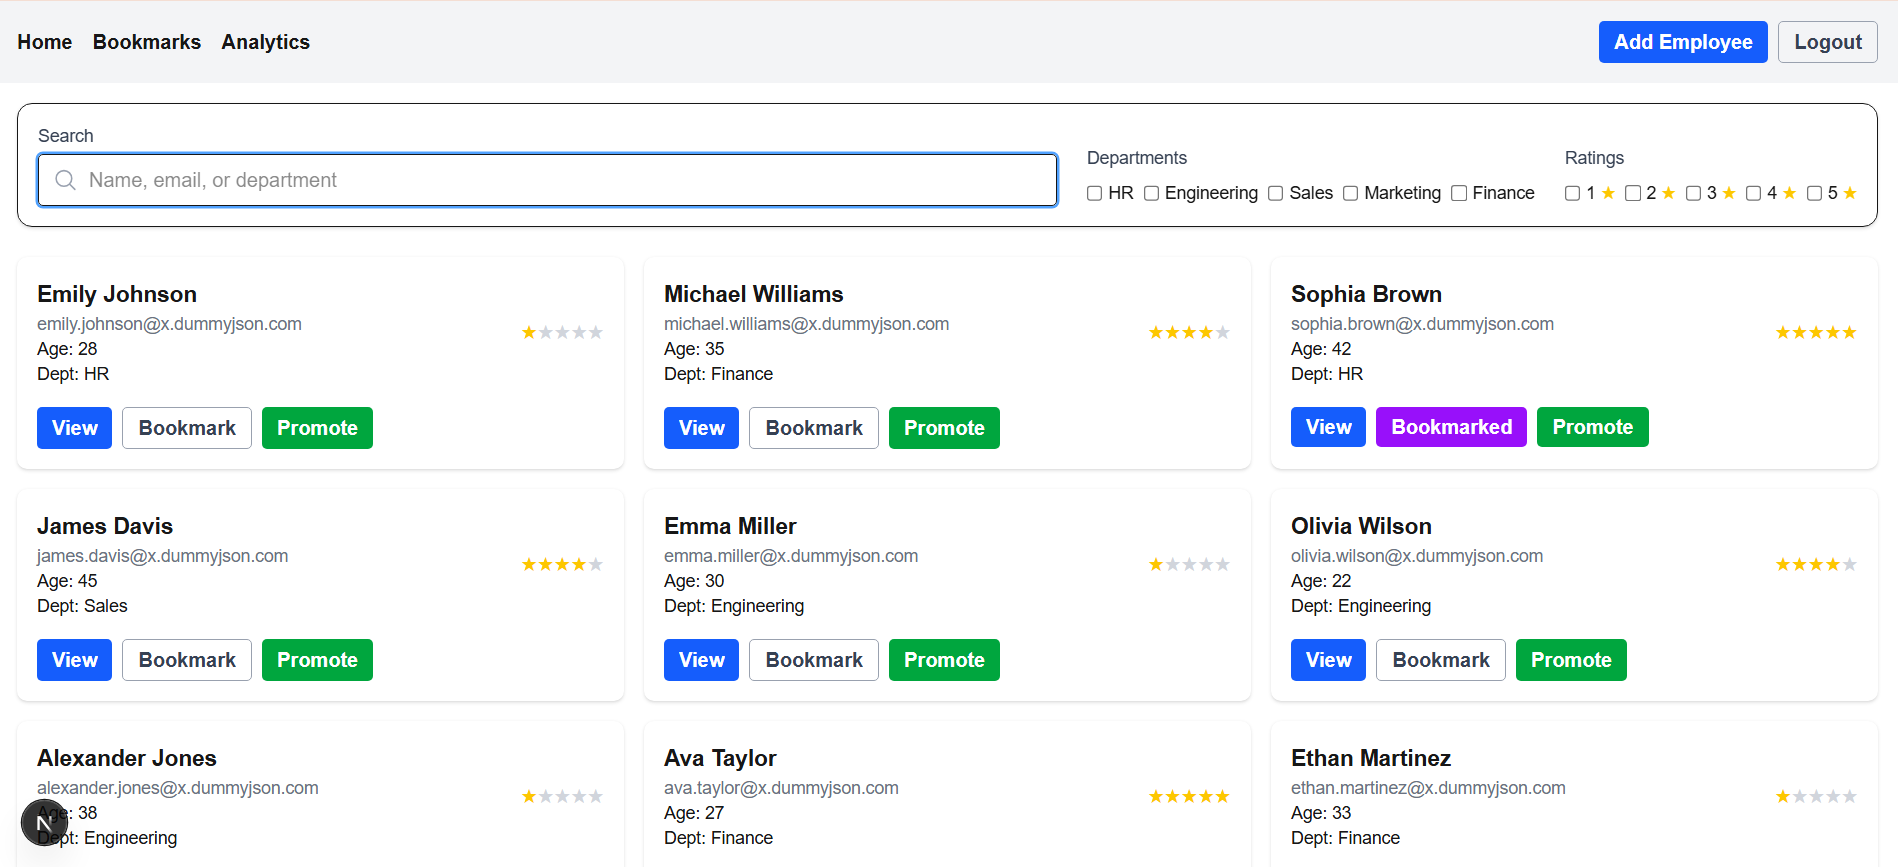 Home Bookmarks Analytics Add Employee Logout
Search
Name, email, or department
Departments
HR Engineering Sales Marketing Finance
Ratings
1 ★ 2 ★ 3 ★ 4 ★ 5 ★
Emily Johnson
emily.johnson@x.dummyjson.com
Age: 28
Dept: HR
View Bookmark Promote
Michael Williams
michael.williams@x.dummyjson.com
Age: 35
Dept: Finance
View Bookmark Promote
Sophia Brown
sophia.brown@x.dummyjson.com
Age: 42
Dept: HR
View Bookmarked Promote
James Davis
james.davis@x.dummyjson.com
Age: 45
Dept: Sales
View Bookmark Promote
Emma Miller
emma.miller@x.dummyjson.com
Age: 30
Dept: Engineering
View Bookmark Promote
Olivia Wilson
olivia.wilson@x.dummyjson.com
Age: 22
Dept: Engineering
View Bookmark Promote
Alexander Jones
alexander.jones@x.dummyjson.com
Age: 38
Dept: Engineering
N
Ava Taylor
ava.taylor@x.dummyjson.com
Age: 27
Dept: Finance
Ethan Martinez
ethan.martinez@x.dummyjson.com
Age: 33
Dept: Finance